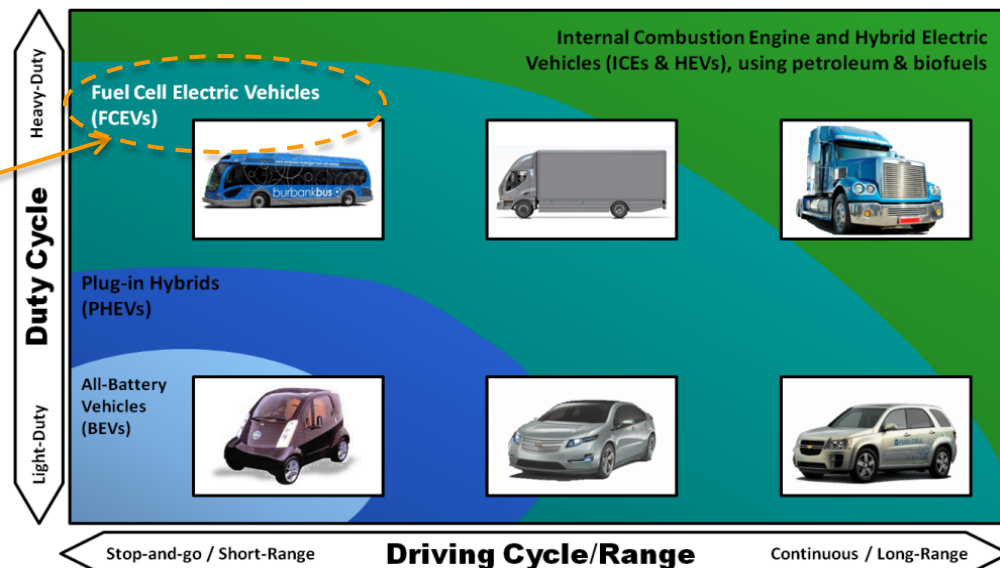 Internal Combustion Engine and Hybrid Electric
Vehicles (ICEs & HEVs), using petroleum & biofuels
Heavy-Duty
Fuel Cell Electric Vehicles
(FCEVs)
burbankbus
Duty Cycle
Plug-in Hybrids
(PHEVs)
All-Battery
Vehicles
(BEVs)
Light-Duty
FUEL CELL
Stop-and-go / Short-Range
Driving Cycle/Range
Continuous / Long-Range